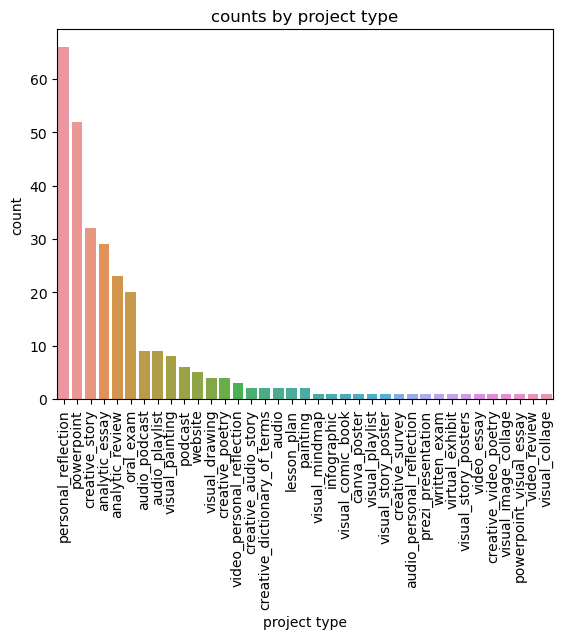 counts by project type
count
60
50
40
30
20
10
0
personal_reflection
powerpoint
creative_story
analytic_essay
analytic_review
oral_exam
audio_podcast
audio_playlist
visual_painting
podcast
website
visual_drawing
creative_poetry
video_personal_reflection
creative_audio_story
creative_dictionary_of_terms
audio
lesson_plan
painting
visual_mindmap
infographic
visual_comic_book
canva_poster
visual_playlist
visual_story_poster
creative_survey
audio_personal_reflection
prezi_presentation
written_exam
virtual_exhibit
visual_story_posters
video_essay
creative_video_poetry
visual_image_collage
powerpoint_visual_essay
video_review
visual_collage
project type